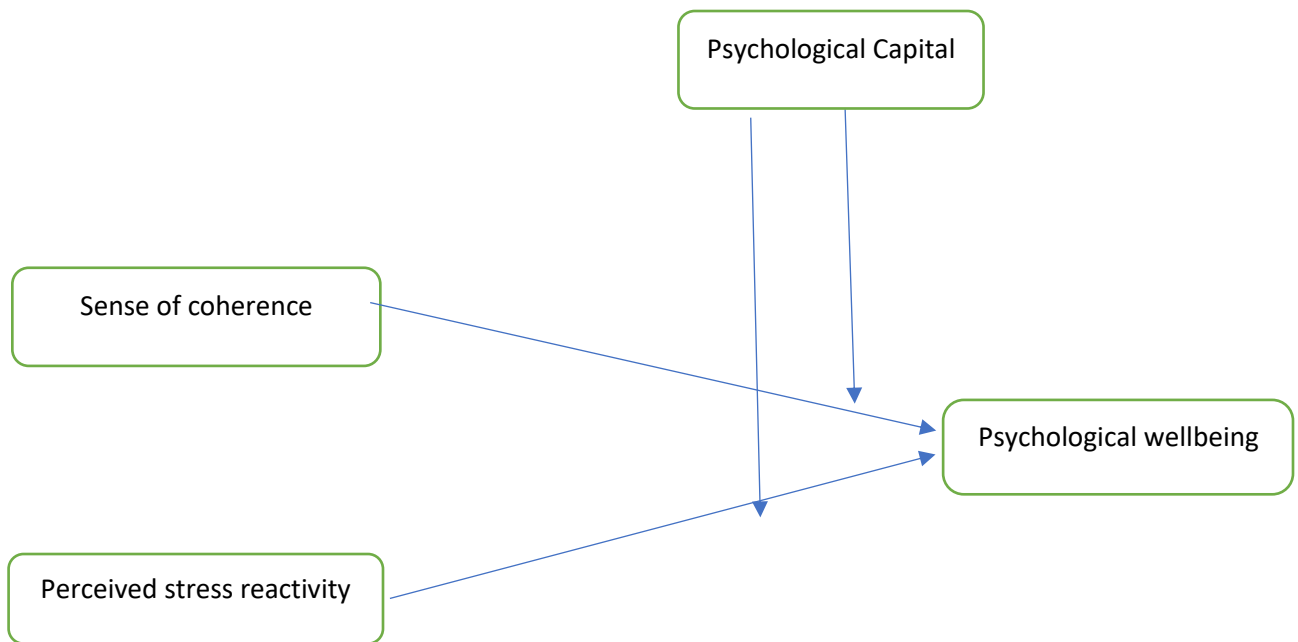 Psychological Capital
Sense of coherence
Psychological wellbeing
Perceived stress reactivity